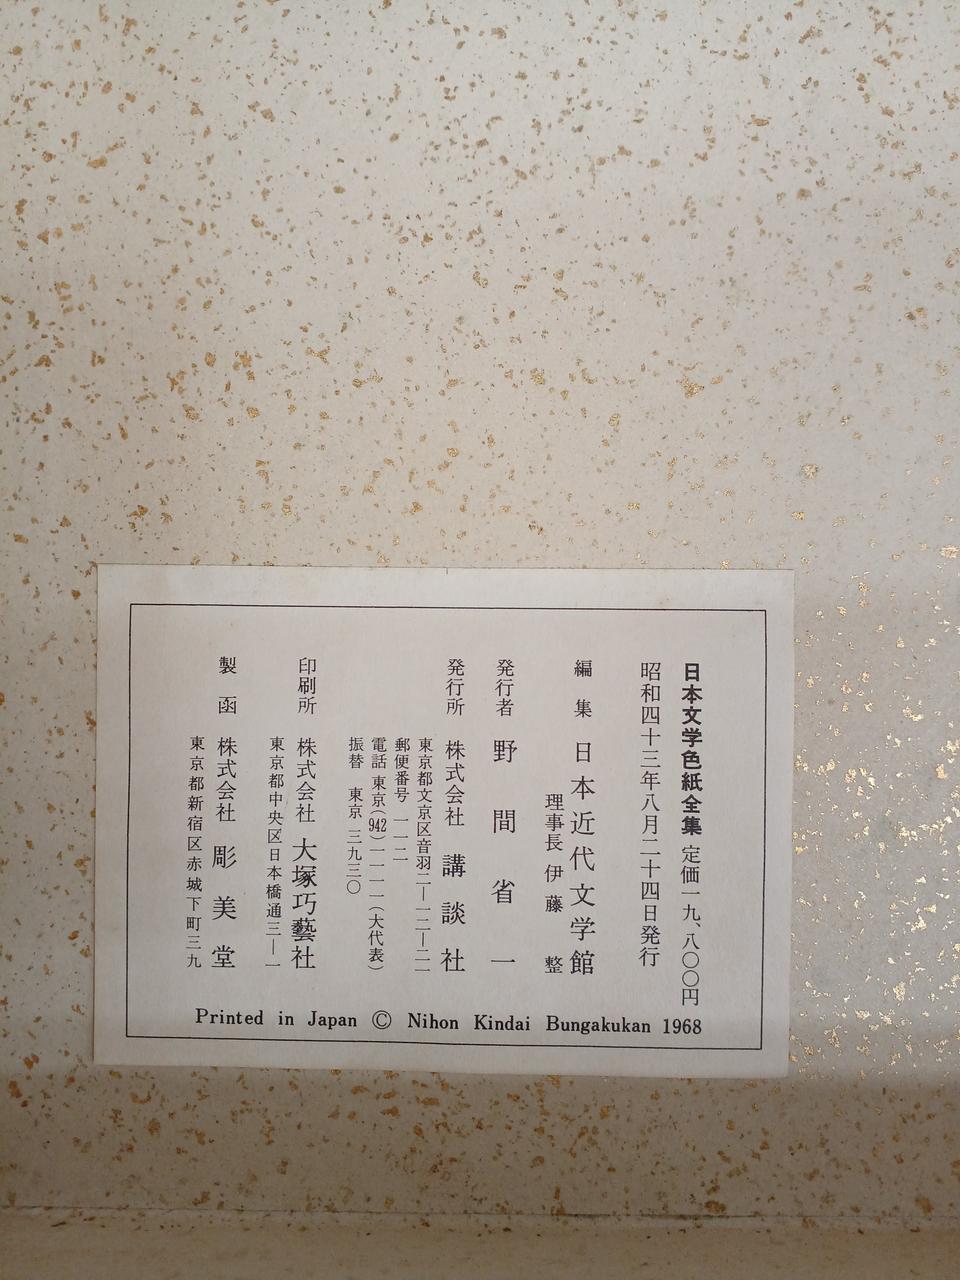 日本文学色紙全集 定価一九、八〇〇円
昭和四十三年八月二十四日発行
編集 日本近代文学館
理事長 伊藤 整
発行者 野間省一
発行所 株式会社 講談社
東京都文京区音羽二―一二―二一
郵便番号 一一二
電話 東京(942)一一一一(大代表)
振替 東京 三九三〇
印刷所 株式会社 大塚巧藝社
東京都中央区日本橋通三―一
製函 株式会社 彫美堂
東京都新宿区赤城下町三九
Printed in Japan © Nihon Kindai Bungakukan 1968